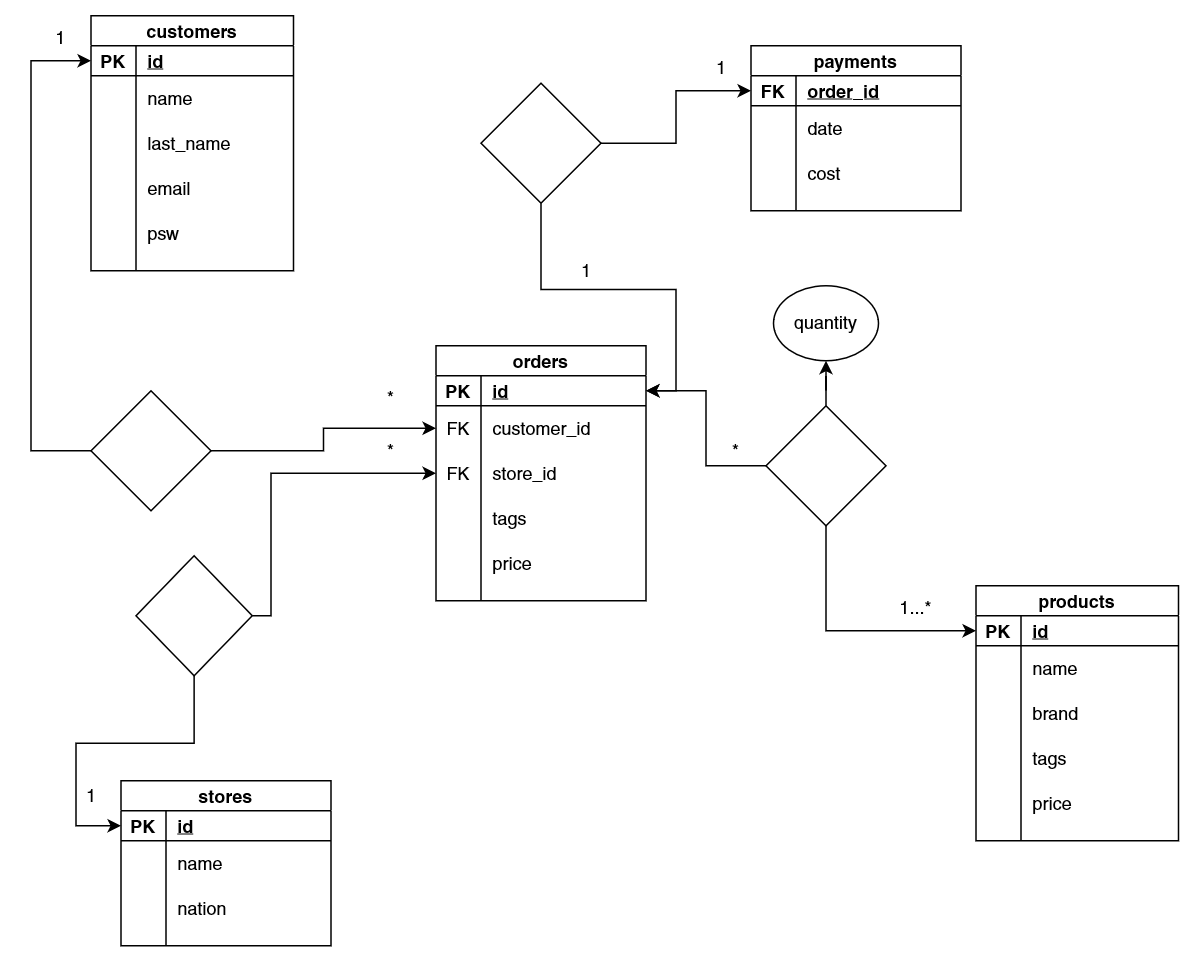 customers
1
PK id
name
last_name
email
psw
payments
1
FK order_id
date
cost
1
quantity
orders
PK id
* FK customer_id
* FK store_id
tags
price
*
products
1...*
PK id
name
brand
tags
price
stores
1
PK id
name
nation